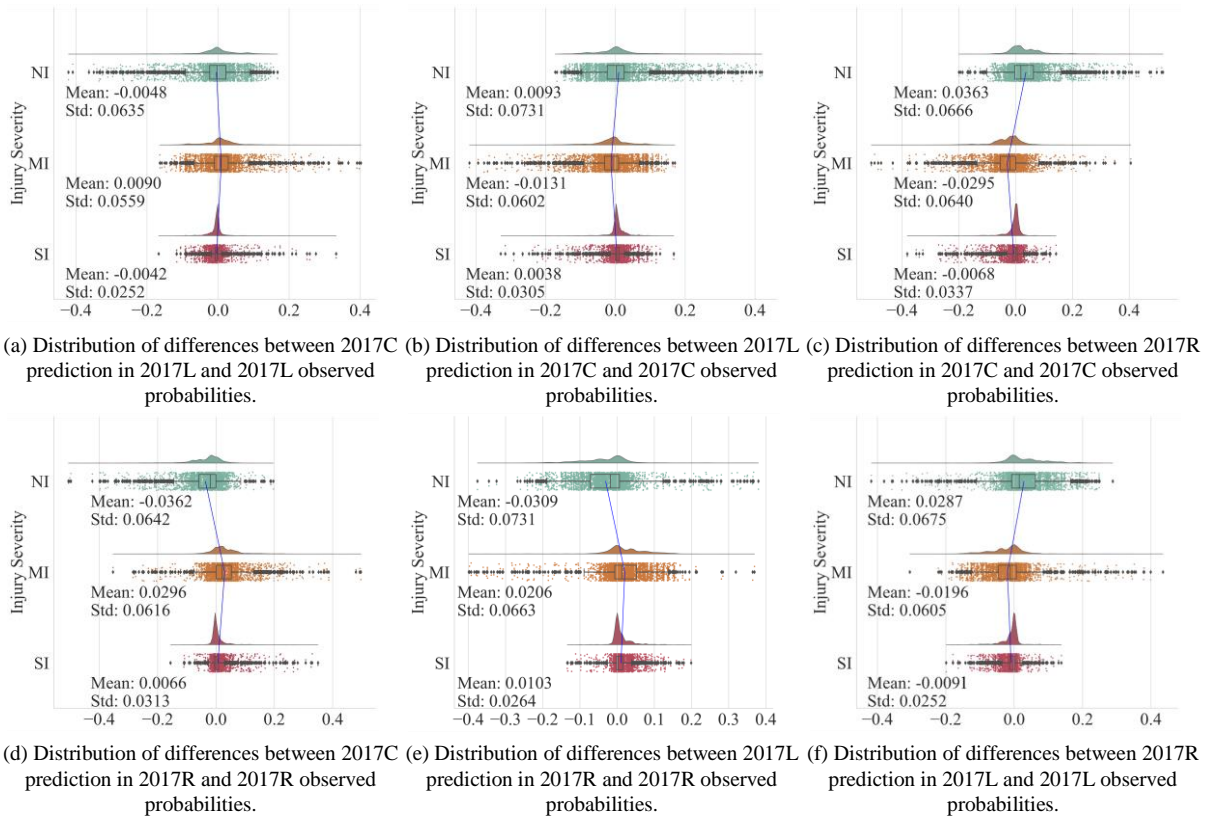 Injury Severity
NI
Mean: -0.0048
Std: 0.0635
MI
Mean: 0.0090
Std: 0.0559
SI
Mean: -0.0042
Std: 0.0252
−0.4 −0.2 0.0 0.2 0.4
(a) Distribution of differences between 2017C
prediction in 2017L and 2017L observed
probabilities.
Injury Severity
NI
Mean: 0.0093
Std: 0.0731
MI
Mean: -0.0131
Std: 0.0602
SI
Mean: 0.0038
Std: 0.0305
−0.4 −0.2 0.0 0.2 0.4
(b) Distribution of differences between 2017L
prediction in 2017C and 2017C observed
probabilities.
Injury Severity
NI
Mean: 0.0363
Std: 0.0666
MI
Mean: -0.0295
Std: 0.0640
SI
Mean: -0.0068
Std: 0.0337
−0.4 −0.2 0.0 0.2 0.4
(c) Distribution of differences between 2017R
prediction in 2017C and 2017C observed
probabilities.
Injury Severity
NI
Mean: -0.0362
Std: 0.0642
MI
Mean: 0.0296
Std: 0.0616
SI
Mean: 0.0066
Std: 0.0313
−0.4 −0.2 0.0 0.2 0.4
(d) Distribution of differences between 2017C
prediction in 2017R and 2017R observed
probabilities.
Injury Severity
NI
Mean: -0.0309
Std: 0.0731
MI
Mean: 0.0206
Std: 0.0663
SI
Mean: 0.0103
Std: 0.0264
−0.4 −0.3 −0.2 −0.1 0.0 0.1 0.2 0.3 0.4
(e) Distribution of differences between 2017L
prediction in 2017R and 2017R observed
probabilities.
Injury Severity
NI
Mean: 0.0287
Std: 0.0675
MI
Mean: -0.0196
Std: 0.0605
SI
Mean: -0.0091
Std: 0.0252
−0.4 −0.2 0.0 0.2 0.4
(f) Distribution of differences between 2017R
prediction in 2017L and 2017L observed
probabilities.